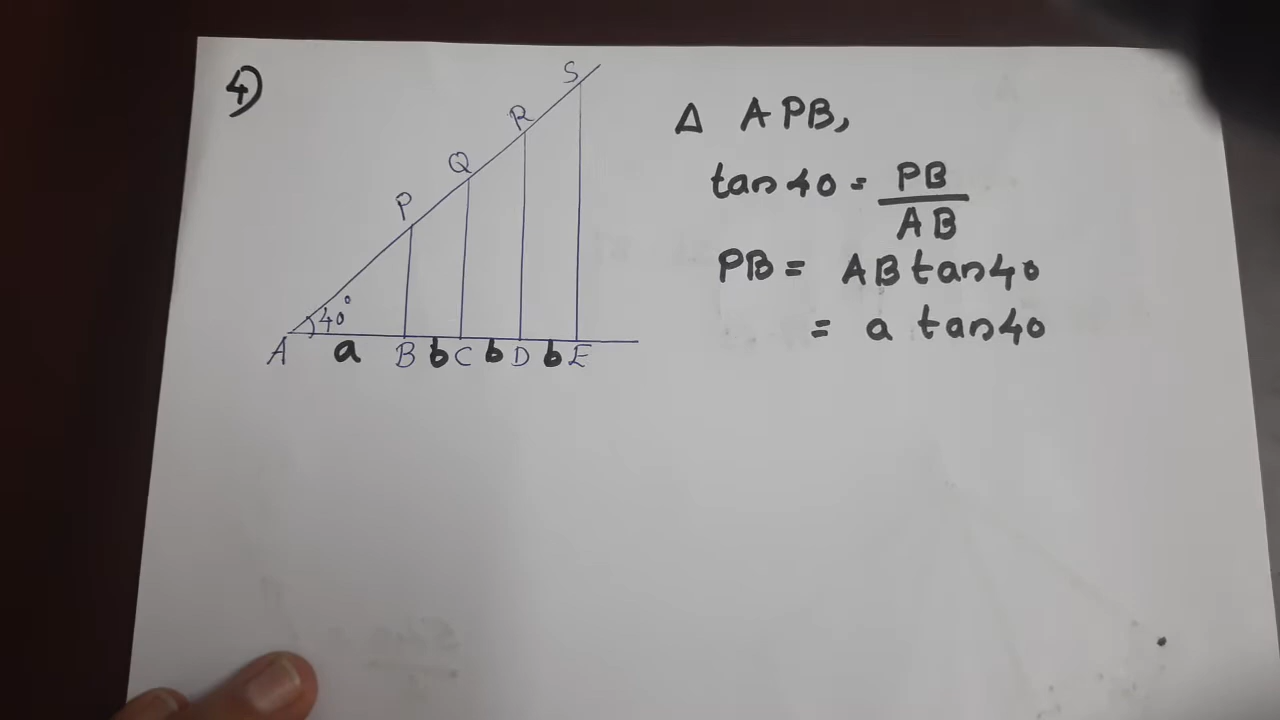 4)
S
R
Q
P
40°
A a B b C b D b E
Δ APB,
tan40 = PB/AB
PB = AB tan40
= a tan40